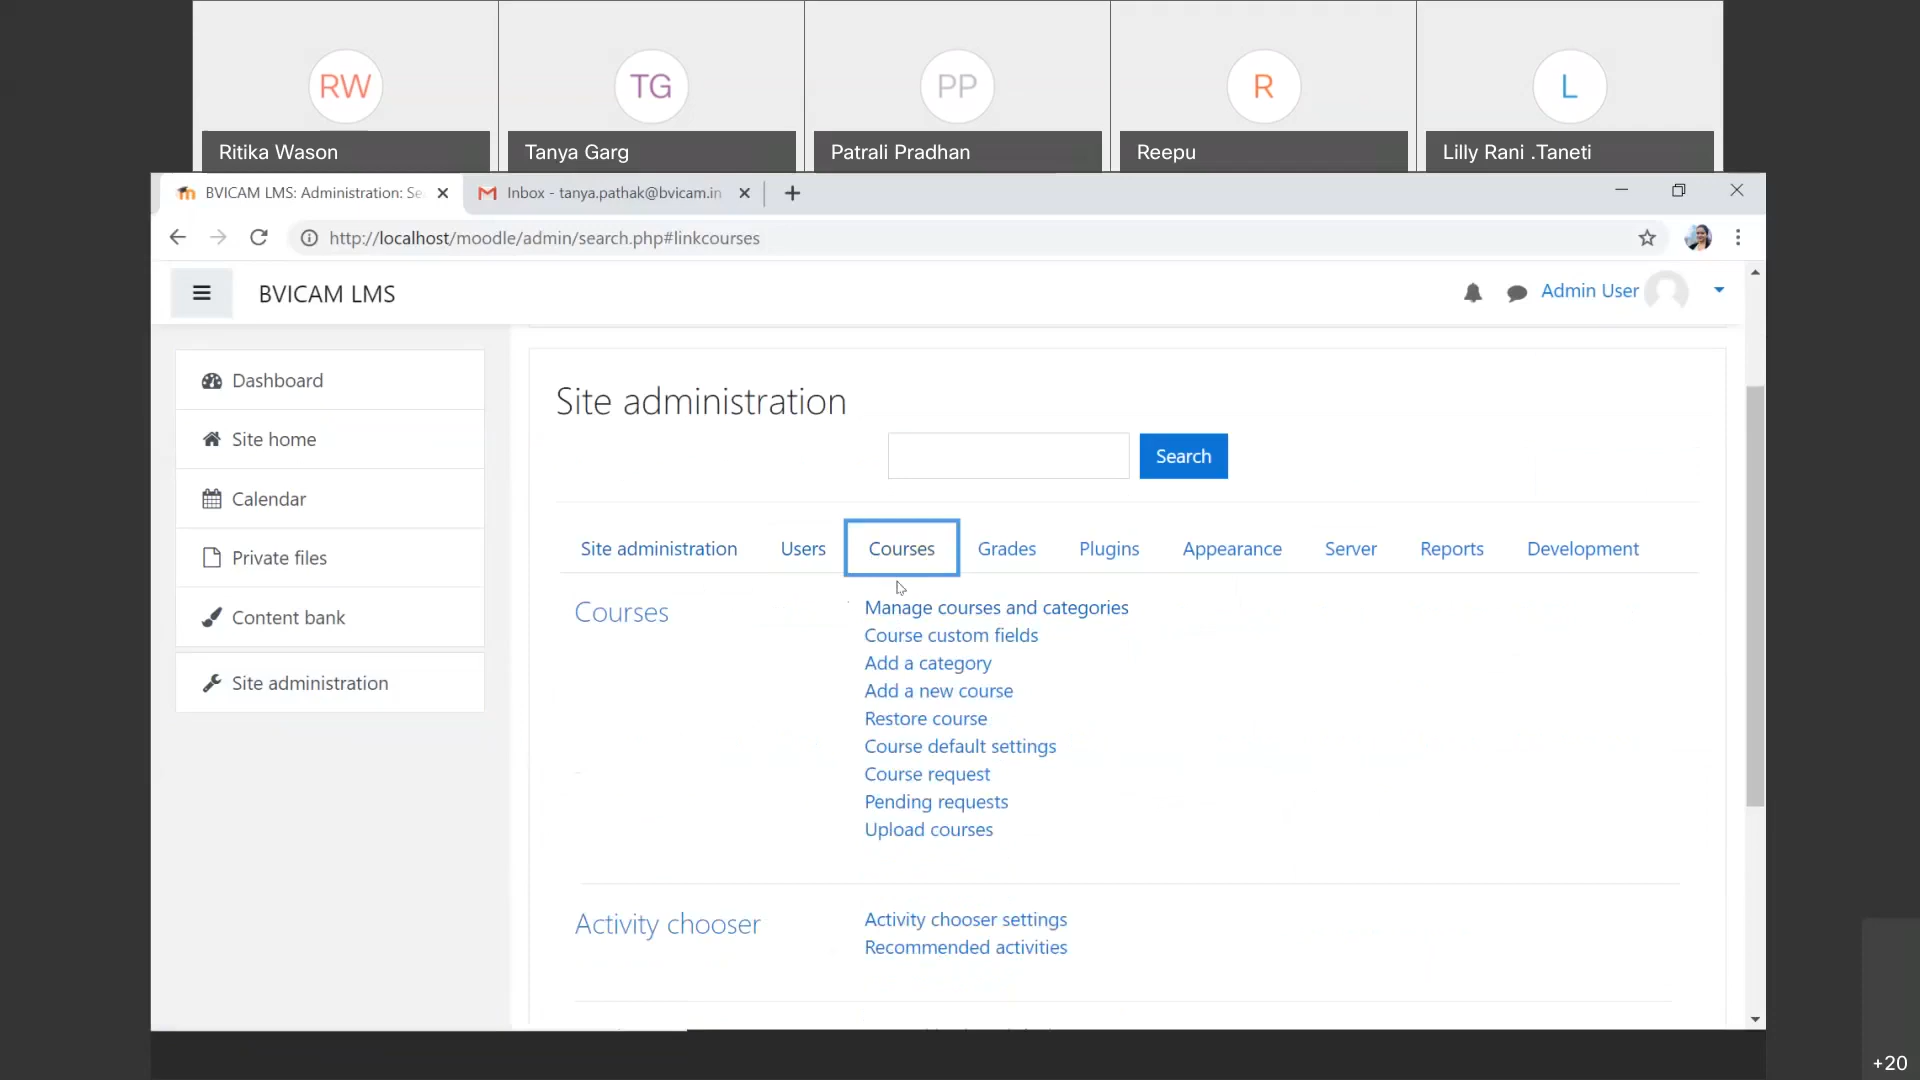 RW
TG
PP
R
L
Ritika Wason
Tanya Garg
Patrali Pradhan
Reepu
Lilly Rani .Taneti
BVICAM LMS: Administration: Se
Inbox - tanya.pathak@bvicam.in
http://localhost/moodle/admin/search.php#linkcourses
BVICAM LMS
Admin User
Dashboard
Site home
Calendar
Private files
Content bank
Site administration
Site administration
Search
Site administration Users Courses Grades Plugins Appearance Server Reports Development
Courses
Manage courses and categories
Course custom fields
Add a category
Add a new course
Restore course
Course default settings
Course request
Pending requests
Upload courses
Activity chooser
Activity chooser settings
Recommended activities
+20